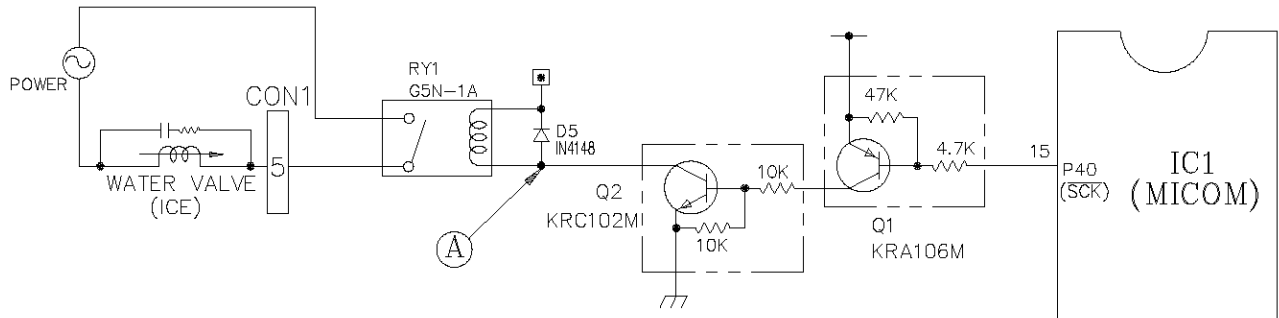 POWER
CON1
5
WATER VALVE
(ICE)
RY1
G5N-1A
D5
IN4148
A
Q2
KRC102M
10K
10K
47K
4.7K
Q1
KRA106M
15
P40
(SCK)
IC1
(MICOM)